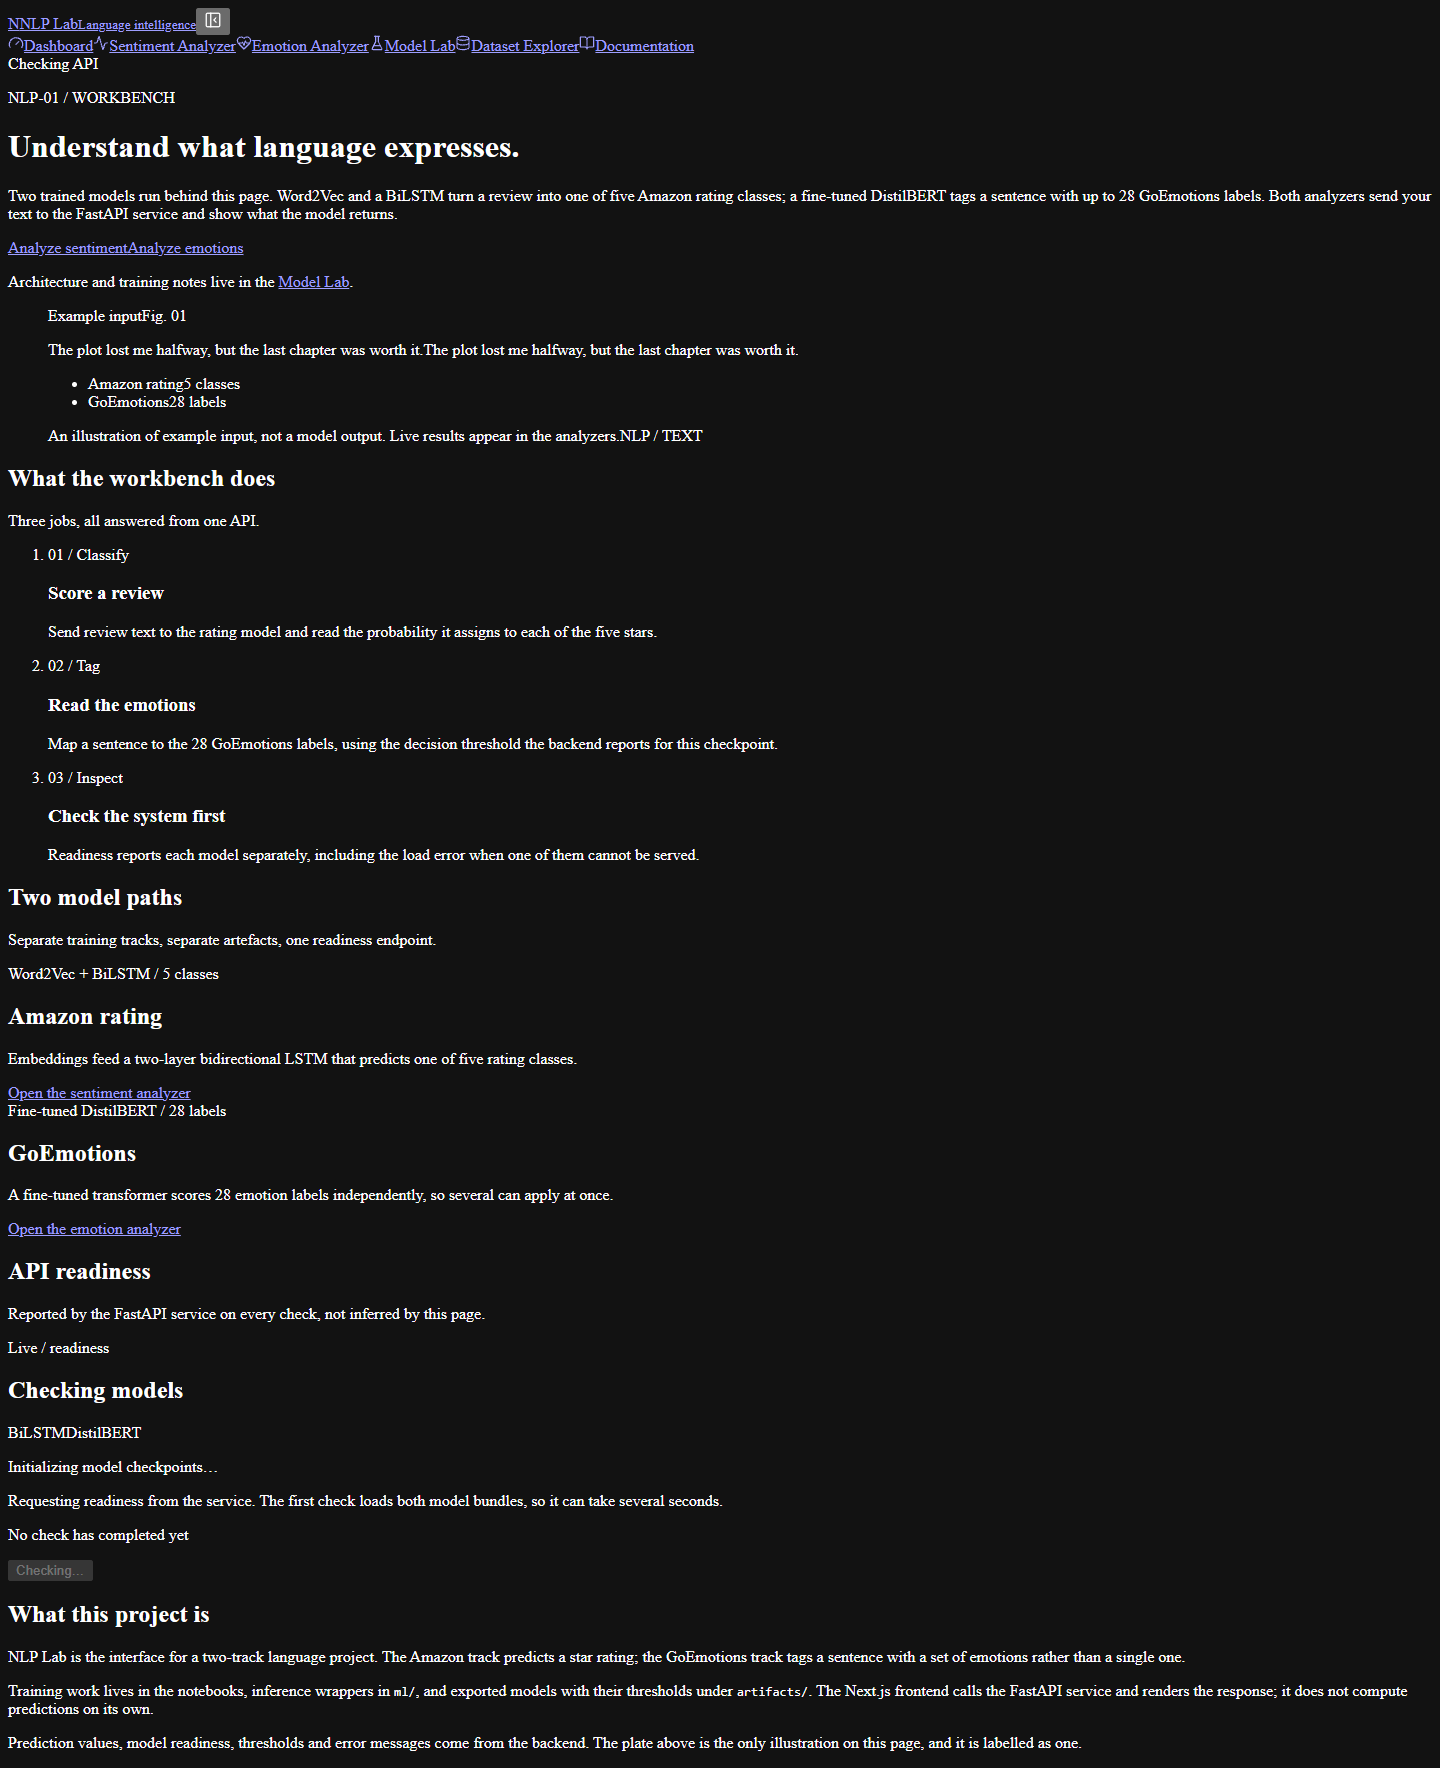 NNLP LabLanguage intelligence
DashboardSentiment AnalyzerEmotion AnalyzerModel LabDataset ExplorerDocumentation
Checking API
NLP-01 / WORKBENCH
Understand what language expresses.
Two trained models run behind this page. Word2Vec and a BiLSTM turn a review into one of five Amazon rating classes; a fine-tuned DistilBERT tags a sentence with up to 28 GoEmotions labels. Both analyzers send your
text to the FastAPI service and show what the model returns.
Analyze sentimentAnalyze emotions
Architecture and training notes live in the Model Lab.
Example inputFig. 01
The plot lost me halfway, but the last chapter was worth it.The plot lost me halfway, but the last chapter was worth it.
• Amazon rating5 classes
• GoEmotions28 labels
An illustration of example input, not a model output. Live results appear in the analyzers.NLP / TEXT
What the workbench does
Three jobs, all answered from one API.
1. 01 / Classify
Score a review
Send review text to the rating model and read the probability it assigns to each of the five stars.
2. 02 / Tag
Read the emotions
Map a sentence to the 28 GoEmotions labels, using the decision threshold the backend reports for this checkpoint.
3. 03 / Inspect
Check the system first
Readiness reports each model separately, including the load error when one of them cannot be served.
Two model paths
Separate training tracks, separate artefacts, one readiness endpoint.
Word2Vec + BiLSTM / 5 classes
Amazon rating
Embeddings feed a two-layer bidirectional LSTM that predicts one of five rating classes.
Open the sentiment analyzer
Fine-tuned DistilBERT / 28 labels
GoEmotions
A fine-tuned transformer scores 28 emotion labels independently, so several can apply at once.
Open the emotion analyzer
API readiness
Reported by the FastAPI service on every check, not inferred by this page.
Live / readiness
Checking models
BiLSTMDistilBERT
Initializing model checkpoints…
Requesting readiness from the service. The first check loads both model bundles, so it can take several seconds.
No check has completed yet
Checking…
What this project is
NLP Lab is the interface for a two-track language project. The Amazon track predicts a star rating; the GoEmotions track tags a sentence with a set of emotions rather than a single one.
Training work lives in the notebooks, inference wrappers in ml/, and exported models with their thresholds under artifacts/. The Next.js frontend calls the FastAPI service and renders the response; it does not compute
predictions on its own.
Prediction values, model readiness, thresholds and error messages come from the backend. The plate above is the only illustration on this page, and it is labelled as one.